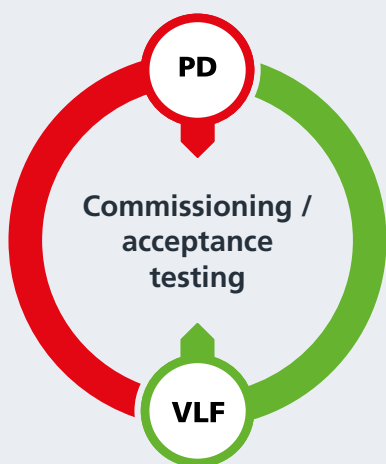 PD
Commissioning /
acceptance
testing
VLF